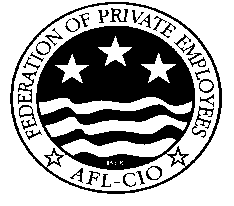 FEDERATION OF PRIVATE EMPLOYEES
AFL-CIO